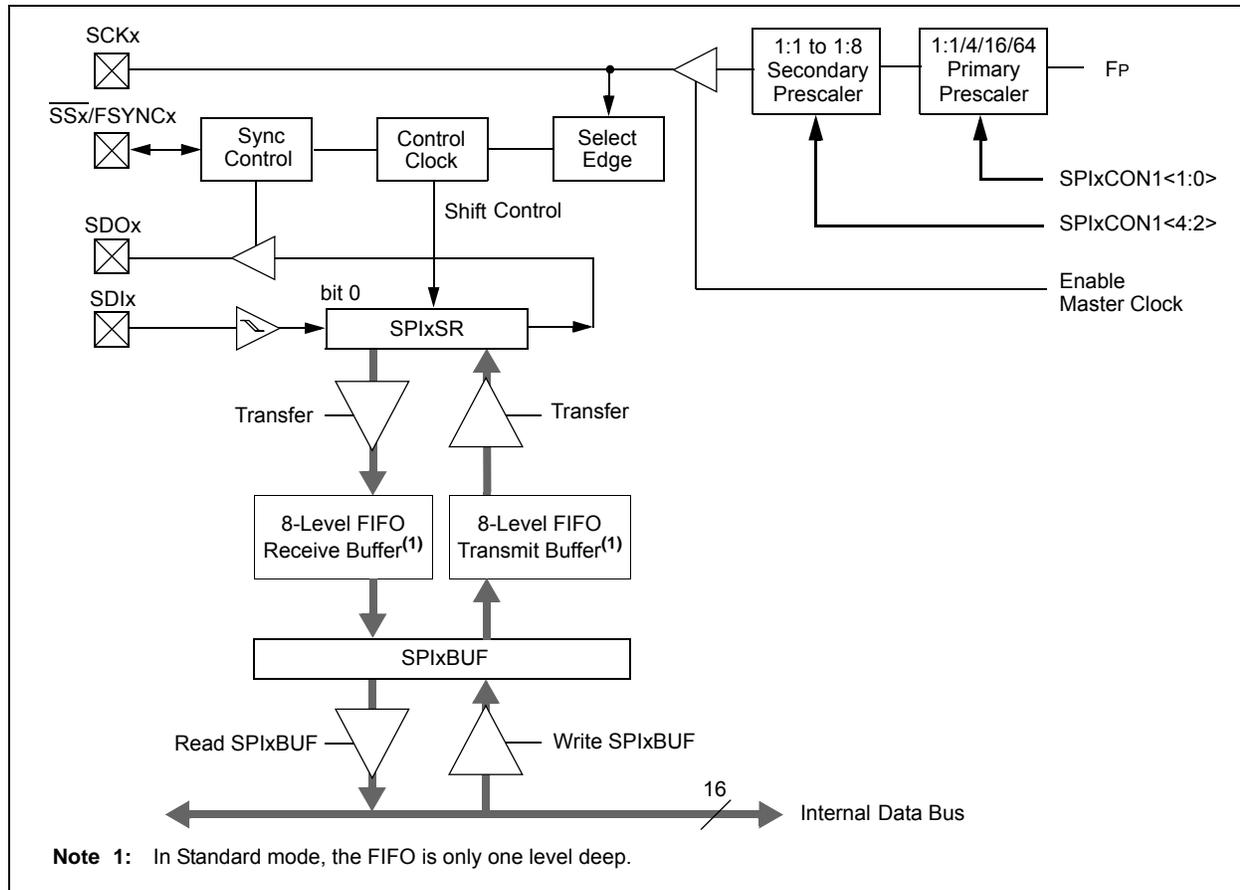 SCKx
1:1 to 1:8
Secondary
Prescaler
1:1/4/16/64
Primary
Prescaler
FP
SSx/FSYNCx
Sync
Control
Control
Clock
Select
Edge
SPIxCON1<1:0>
Shift Control
SPIxCON1<4:2>
SDOx
Enable
Master Clock
SDIx
bit 0
SPIxSR
Transfer
Transfer
8-Level FIFO
Receive Buffer(1)
8-Level FIFO
Transmit Buffer(1)
SPIxBUF
Read SPIxBUF
Write SPIxBUF
16
Internal Data Bus
Note 1: In Standard mode, the FIFO is only one level deep.